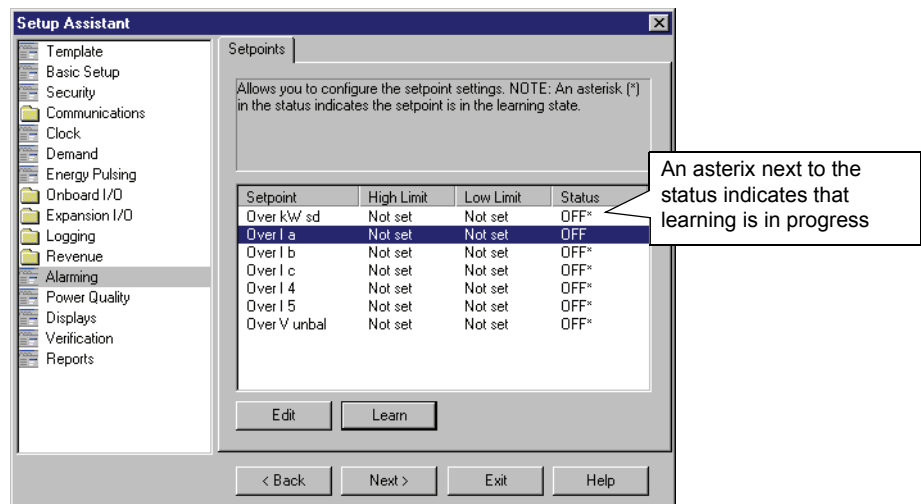 Setup Assistant
Template
Basic Setup
Security
Communications
Clock
Demand
Energy Pulsing
Onboard I/O
Expansion I/O
Logging
Revenue
Alarming
Power Quality
Displays
Verification
Reports
Setpoints
Allows you to configure the setpoint settings. NOTE: An asterisk (*)
in the status indicates the setpoint is in the learning state.
Setpoint High Limit Low Limit Status
Over kW sd Not set Not set OFF*
Over I a Not set Not set OFF
Over I b Not set Not set OFF*
Over I c Not set Not set OFF*
Over I 4 Not set Not set OFF*
Over I 5 Not set Not set OFF*
Over V unbal Not set Not set OFF*
An asterix next to the
status indicates that
learning is in progress
Edit Learn
< Back Next > Exit Help